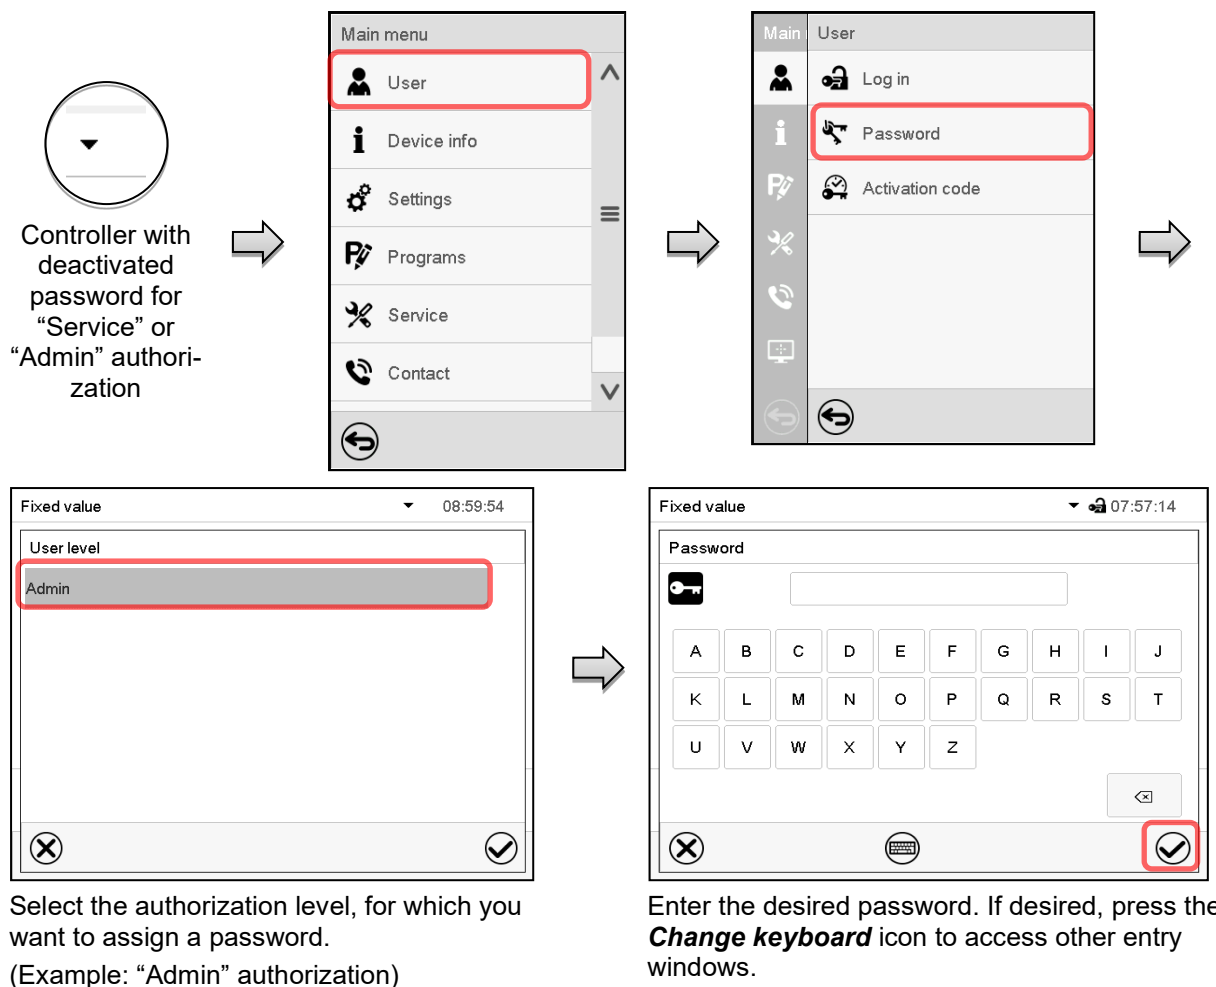 Controller with
deactivated
password for
“Service” or
“Admin” authori-
zation
Main menu
User
Device info
Settings
Programs
Service
Contact
Main
User
Log in
Password
Activation code
Fixed value 08:59:54
User level
Admin
Fixed value 07:57:14
Password
A B C D E F G H I J
K L M N O P Q R S T
U V W X Y Z
Select the authorization level, for which you
want to assign a password.
(Example: “Admin” authorization)
Enter the desired password. If desired, press the
Change keyboard icon to access other entry
windows.